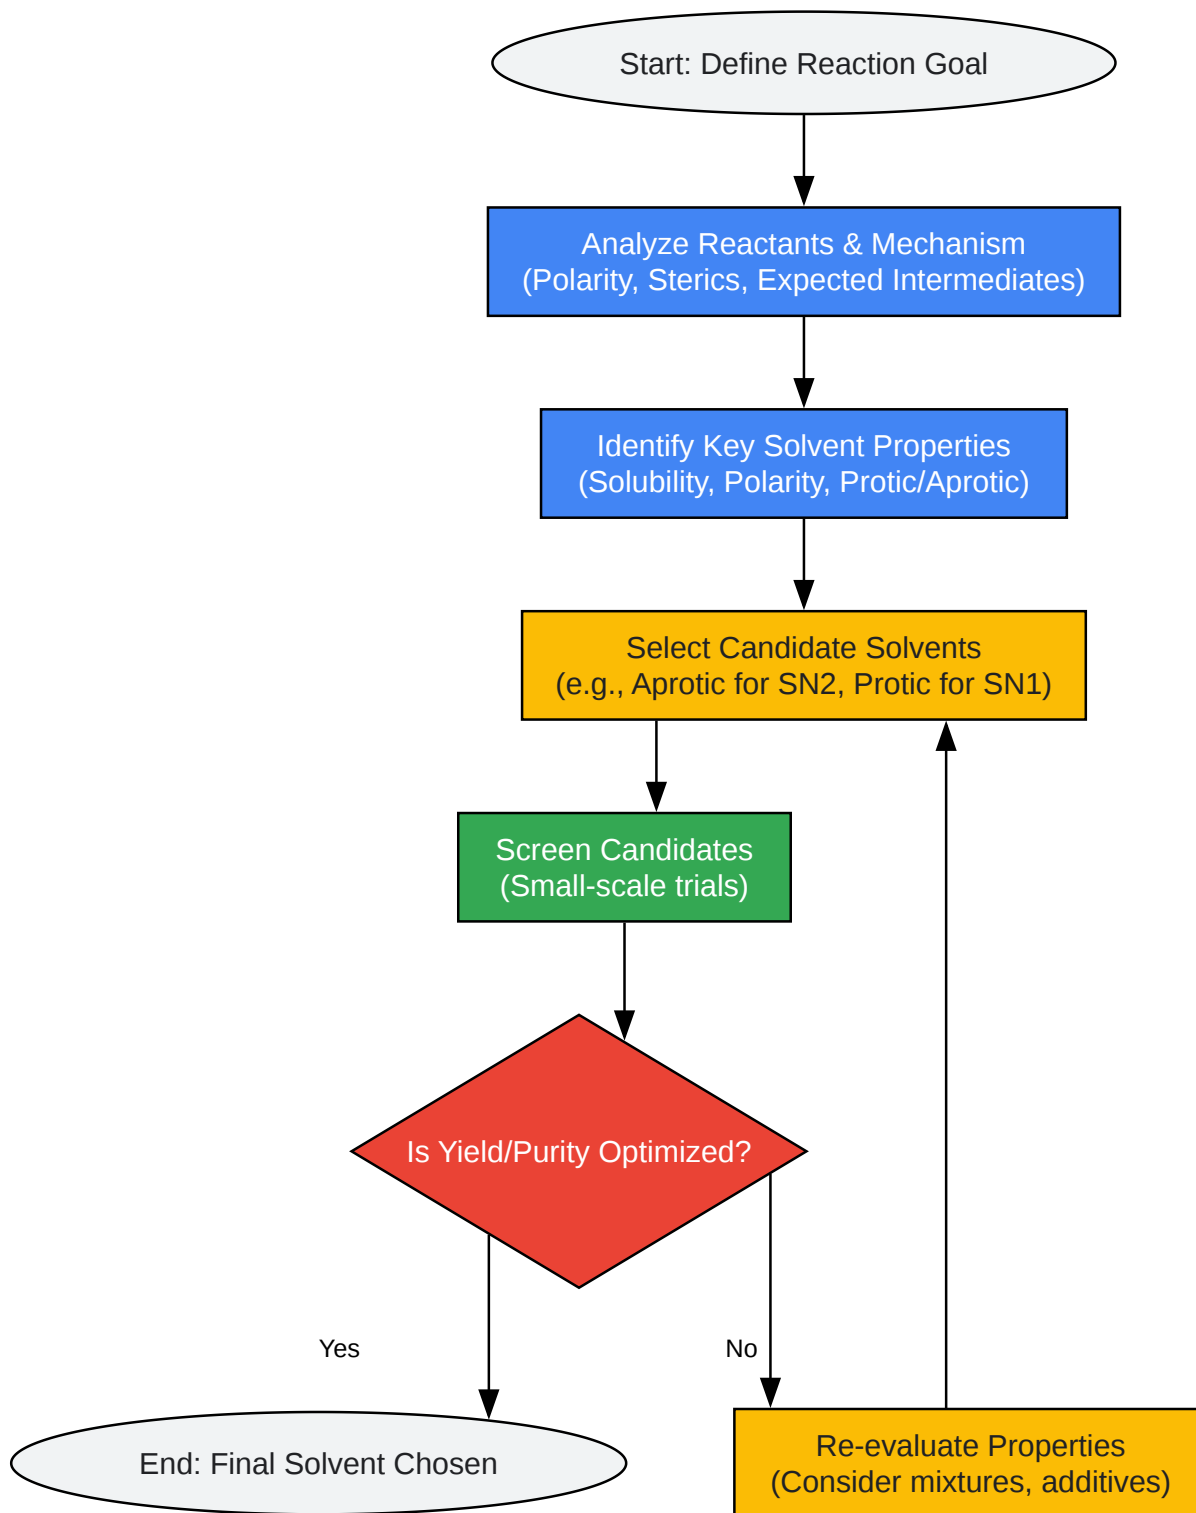 Start: Define Reaction Goal
Analyze Reactants & Mechanism
(Polarity, Sterics, Expected Intermediates)
Identify Key Solvent Properties
(Solubility, Polarity, Protic/Aprotic)
Select Candidate Solvents
(e.g., Aprotic for SN2, Protic for SN1)
Screen Candidates
(Small-scale trials)
Is Yield/Purity Optimized?
Yes
No
End: Final Solvent Chosen
Re-evaluate Properties
(Consider mixtures, additives)